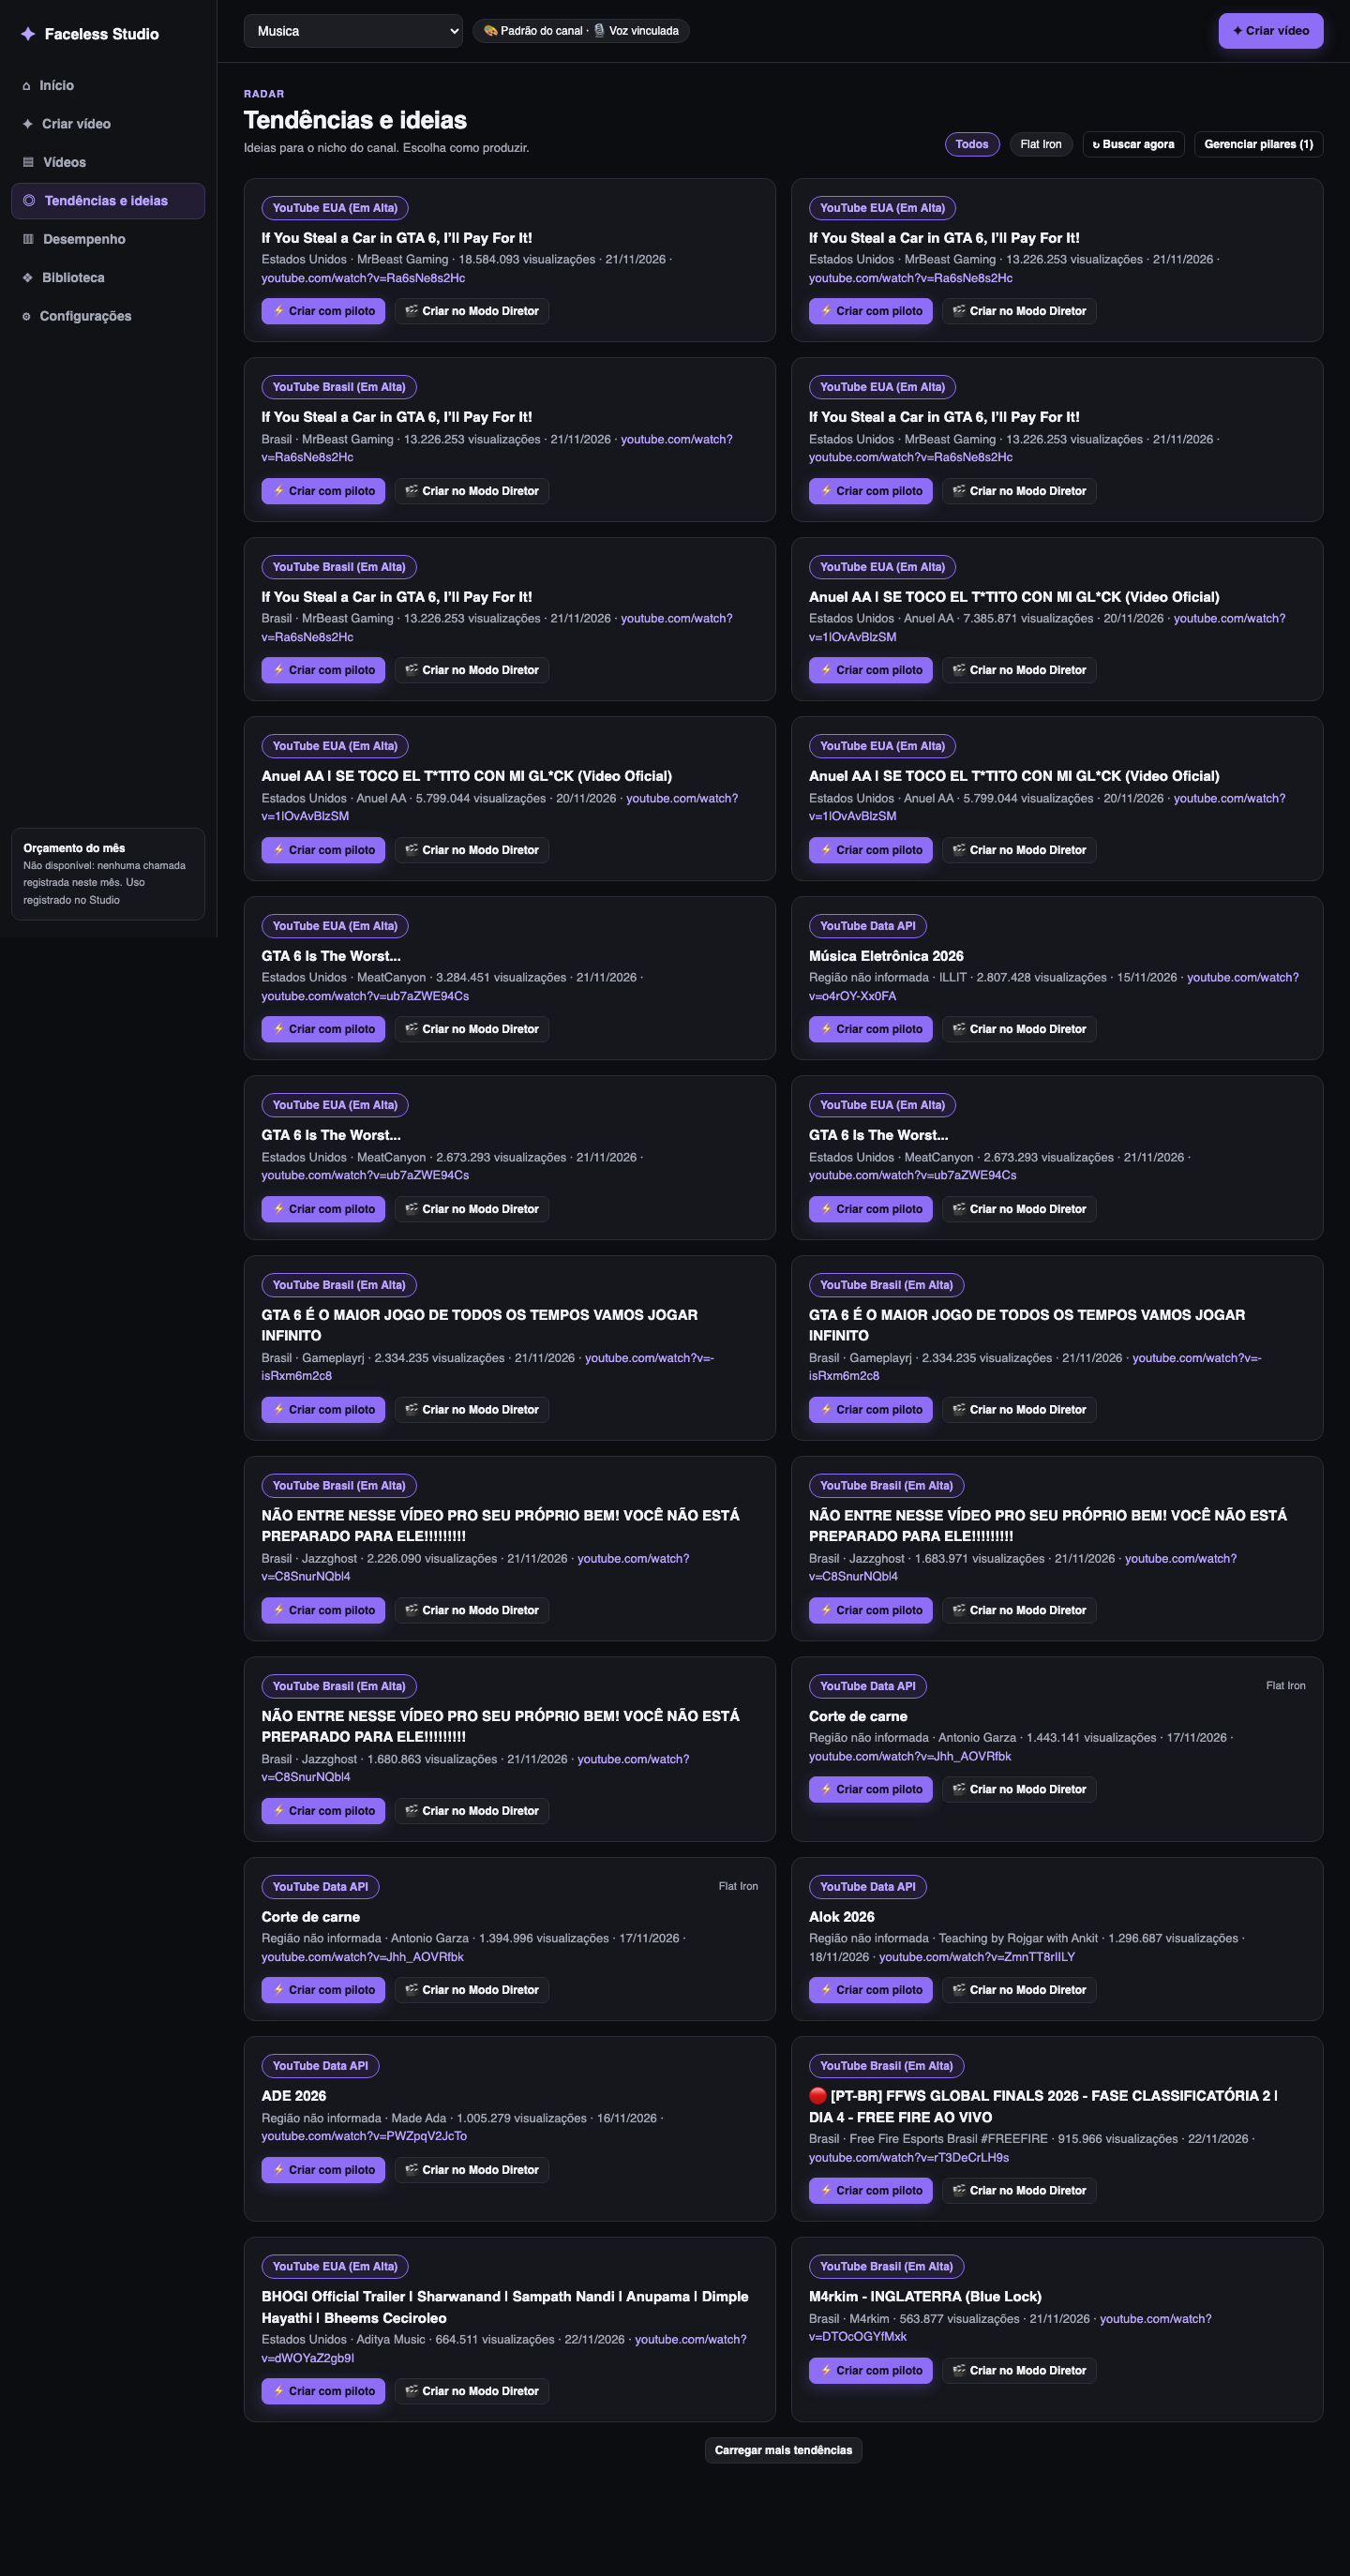 Faceless Studio
Início
Criar vídeo
Vídeos
Tendências e ideias
Desempenho
Biblioteca
Configurações
Orçamento do mês
Não disponível: nenhuma chamada
registrada neste mês. Uso
registrado no Studio
Musica
Padrão do canal · Voz vinculada
Criar vídeo
RADAR
Tendências e ideias
Ideias para o nicho do canal. Escolha como produzir.
Todos
Flat Iron
Buscar agora
Gerenciar pilares (1)
YouTube EUA (Em Alta)
If You Steal a Car in GTA 6, I'll Pay For It!
Estados Unidos · MrBeast Gaming · 18.584.093 visualizações · 21/11/2026 ·
youtube.com/watch?v=Ra6sNe8s2Hc
Criar com piloto
Criar no Modo Diretor
YouTube EUA (Em Alta)
If You Steal a Car in GTA 6, I'll Pay For It!
Estados Unidos · MrBeast Gaming · 13.226.253 visualizações · 21/11/2026 ·
youtube.com/watch?v=Ra6sNe8s2Hc
Criar com piloto
Criar no Modo Diretor
YouTube Brasil (Em Alta)
If You Steal a Car in GTA 6, I'll Pay For It!
Brasil · MrBeast Gaming · 13.226.253 visualizações · 21/11/2026 · youtube.com/watch?
v=Ra6sNe8s2Hc
Criar com piloto
Criar no Modo Diretor
YouTube EUA (Em Alta)
If You Steal a Car in GTA 6, I'll Pay For It!
Estados Unidos · MrBeast Gaming · 13.226.253 visualizações · 21/11/2026 ·
youtube.com/watch?v=Ra6sNe8s2Hc
Criar com piloto
Criar no Modo Diretor
YouTube Brasil (Em Alta)
If You Steal a Car in GTA 6, I'll Pay For It!
Brasil · MrBeast Gaming · 13.226.253 visualizações · 21/11/2026 · youtube.com/watch?
v=Ra6sNe8s2Hc
Criar com piloto
Criar no Modo Diretor
YouTube EUA (Em Alta)
Anuel AA | SE TOCO EL T*TITO CON MI GL*CK (Video Oficial)
Estados Unidos · Anuel AA · 7.385.871 visualizações · 20/11/2026 · youtube.com/watch?
v=1lOvAvBlzSM
Criar com piloto
Criar no Modo Diretor
YouTube EUA (Em Alta)
Anuel AA | SE TOCO EL T*TITO CON MI GL*CK (Video Oficial)
Estados Unidos · Anuel AA · 5.799.044 visualizações · 20/11/2026 · youtube.com/watch?
v=1lOvAvBlzSM
Criar com piloto
Criar no Modo Diretor
YouTube EUA (Em Alta)
Anuel AA | SE TOCO EL T*TITO CON MI GL*CK (Video Oficial)
Estados Unidos · Anuel AA · 5.799.044 visualizações · 20/11/2026 · youtube.com/watch?
v=1lOvAvBlzSM
Criar com piloto
Criar no Modo Diretor
YouTube EUA (Em Alta)
GTA 6 Is The Worst...
Estados Unidos · MeatCanyon · 3.284.451 visualizações · 21/11/2026 ·
youtube.com/watch?v=ub7aZWE94Cs
Criar com piloto
Criar no Modo Diretor
YouTube Data API
Música Eletrônica 2026
Região não informada · ILLIT · 2.807.428 visualizações · 15/11/2026 · youtube.com/watch?
v=o4rOY-Xx0FA
Criar com piloto
Criar no Modo Diretor
YouTube EUA (Em Alta)
GTA 6 Is The Worst...
Estados Unidos · MeatCanyon · 2.673.293 visualizações · 21/11/2026 ·
youtube.com/watch?v=ub7aZWE94Cs
Criar com piloto
Criar no Modo Diretor
YouTube EUA (Em Alta)
GTA 6 Is The Worst...
Estados Unidos · MeatCanyon · 2.673.293 visualizações · 21/11/2026 ·
youtube.com/watch?v=ub7aZWE94Cs
Criar com piloto
Criar no Modo Diretor
YouTube Brasil (Em Alta)
GTA 6 É O MAIOR JOGO DE TODOS OS TEMPOS VAMOS JOGAR
INFINITO
Brasil · Gameplayrj · 2.334.235 visualizações · 21/11/2026 · youtube.com/watch?v=-
isRxm6m2c8
Criar com piloto
Criar no Modo Diretor
YouTube Brasil (Em Alta)
GTA 6 É O MAIOR JOGO DE TODOS OS TEMPOS VAMOS JOGAR
INFINITO
Brasil · Gameplayrj · 2.334.235 visualizações · 21/11/2026 · youtube.com/watch?v=-
isRxm6m2c8
Criar com piloto
Criar no Modo Diretor
YouTube Brasil (Em Alta)
NÃO ENTRE NESSE VÍDEO PRO SEU PRÓPRIO BEM! VOCÊ NÃO ESTÁ
PREPARADO PARA ELE!!!!!!!!!
Brasil · Jazzghost · 2.226.090 visualizações · 21/11/2026 · youtube.com/watch?
v=C8SnurNQbl4
Criar com piloto
Criar no Modo Diretor
YouTube Brasil (Em Alta)
NÃO ENTRE NESSE VÍDEO PRO SEU PRÓPRIO BEM! VOCÊ NÃO ESTÁ
PREPARADO PARA ELE!!!!!!!!!
Brasil · Jazzghost · 1.683.971 visualizações · 21/11/2026 · youtube.com/watch?
v=C8SnurNQbl4
Criar com piloto
Criar no Modo Diretor
YouTube Brasil (Em Alta)
NÃO ENTRE NESSE VÍDEO PRO SEU PRÓPRIO BEM! VOCÊ NÃO ESTÁ
PREPARADO PARA ELE!!!!!!!!!
Brasil · Jazzghost · 1.680.863 visualizações · 21/11/2026 · youtube.com/watch?
v=C8SnurNQbl4
Criar com piloto
Criar no Modo Diretor
YouTube Data API
Flat Iron
Corte de carne
Região não informada · Antonio Garza · 1.443.141 visualizações · 17/11/2026 ·
youtube.com/watch?v=Jhh_AOVRfbk
Criar com piloto
Criar no Modo Diretor
YouTube Data API
Flat Iron
Corte de carne
Região não informada · Antonio Garza · 1.394.996 visualizações · 17/11/2026 ·
youtube.com/watch?v=Jhh_AOVRfbk
Criar com piloto
Criar no Modo Diretor
YouTube Data API
Alok 2026
Região não informada · Teaching by Rojgar with Ankit · 1.296.687 visualizações ·
18/11/2026 · youtube.com/watch?v=ZmnTT8rlILY
Criar com piloto
Criar no Modo Diretor
YouTube Data API
ADE 2026
Região não informada · Made Ada · 1.005.279 visualizações · 16/11/2026 ·
youtube.com/watch?v=PWZpqV2JcTo
Criar com piloto
Criar no Modo Diretor
YouTube Brasil (Em Alta)
[PT-BR] FFWS GLOBAL FINALS 2026 - FASE CLASSIFICATÓRIA 2 |
DIA 4 - FREE FIRE AO VIVO
Brasil · Free Fire Esports Brasil #FREEFIRE · 915.966 visualizações · 22/11/2026 ·
youtube.com/watch?v=rT3DeCrLH9s
Criar com piloto
Criar no Modo Diretor
YouTube EUA (Em Alta)
BHOGI Official Trailer | Sharwanand | Sampath Nandi | Anupama | Dimple
Hayathi | Bheems Ceciroleo
Estados Unidos · Aditya Music · 664.511 visualizações · 22/11/2026 · youtube.com/watch?
v=dWOYaZ2gb9I
Criar com piloto
Criar no Modo Diretor
YouTube Brasil (Em Alta)
M4rkim - INGLATERRA (Blue Lock)
Brasil · M4rkim · 563.877 visualizações · 21/11/2026 · youtube.com/watch?
v=DTOcOGYfMxk
Criar com piloto
Criar no Modo Diretor
Carregar mais tendências